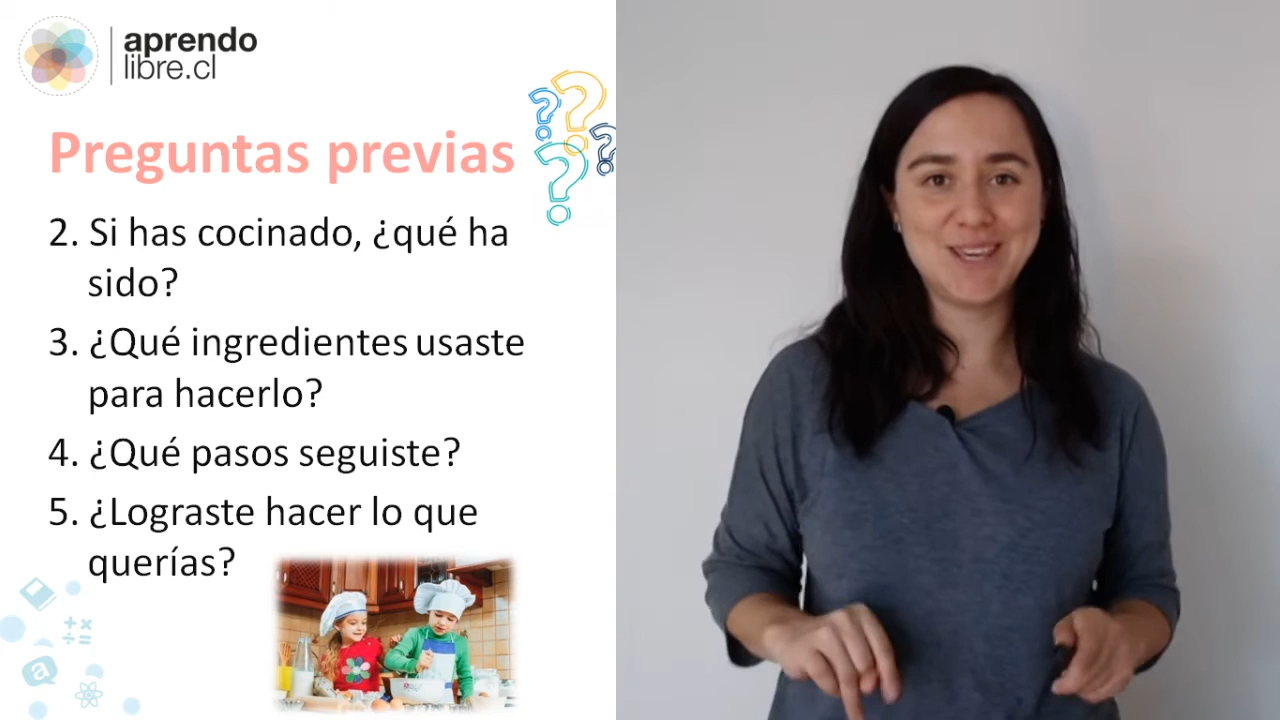 aprendo
libre.cl
Preguntas previas
2. Si has cocinado, ¿qué ha
sido?
3. ¿Qué ingredientes usaste
para hacerlo?
4. ¿Qué pasos seguiste?
5. ¿Lograste hacer lo que
querías?